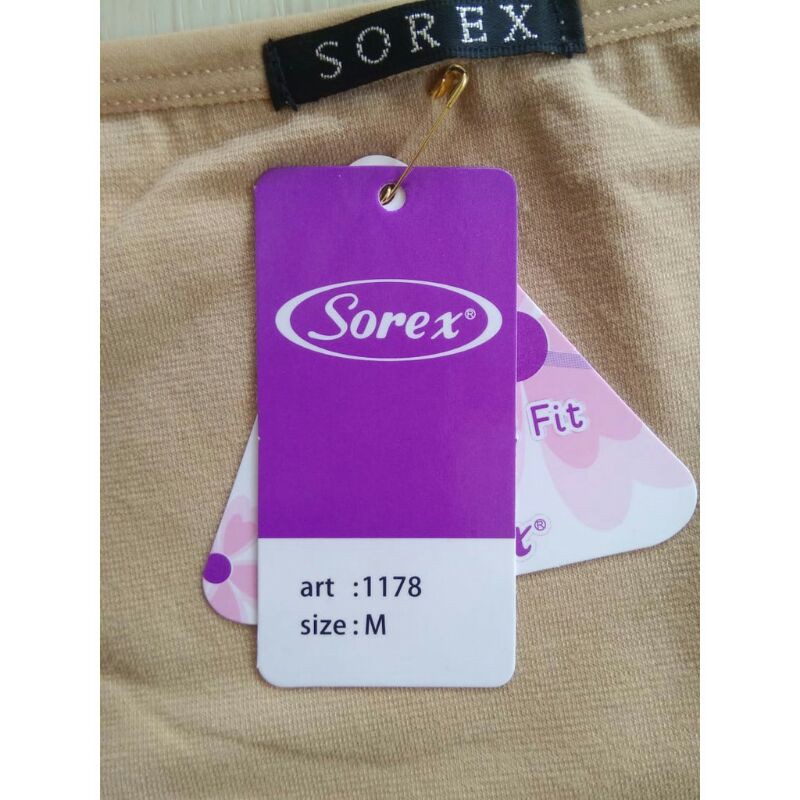 SOREX
Sorex®
Fit
x®
art :1178
size : M